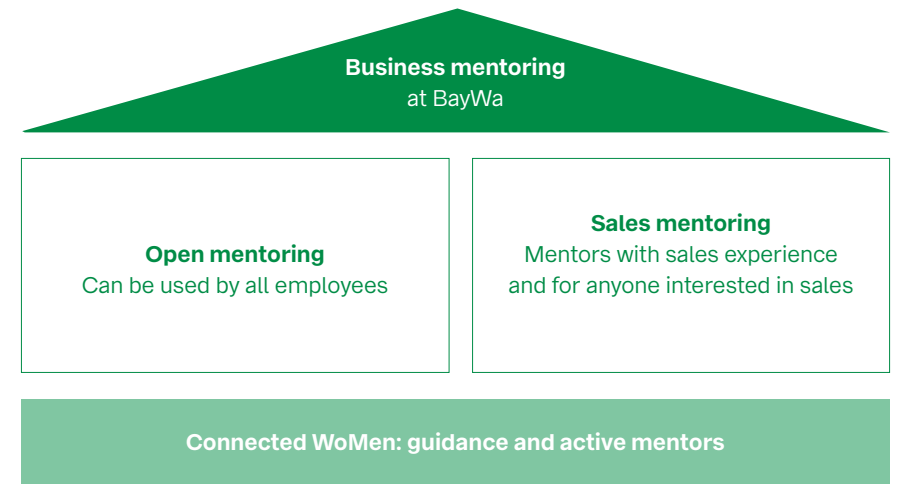 Business mentoring
at BayWa
Open mentoring
Can be used by all employees
Sales mentoring
Mentors with sales experience
and for anyone interested in sales
Connected WoMen: guidance and active mentors